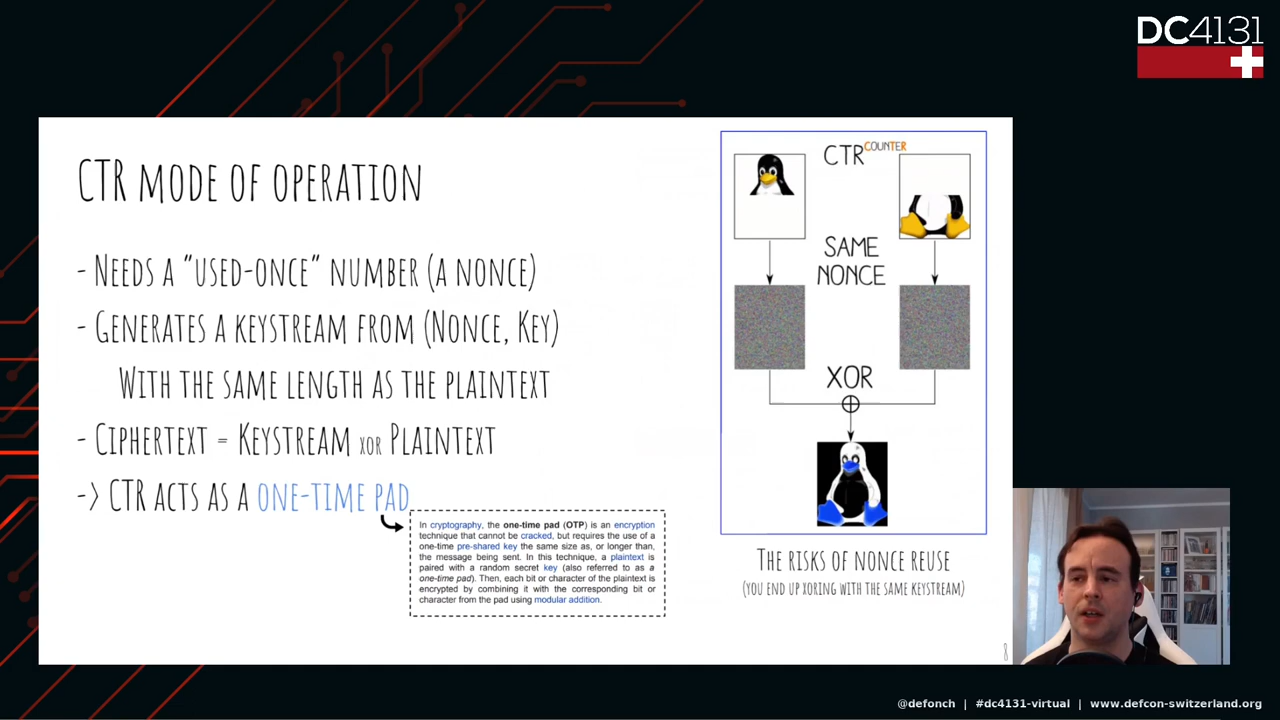 DC4131
CTR MODE OF OPERATION
- NEEDS A "USED-ONCE" NUMBER (A NONCE)
- GENERATES A KEYSTREAM FROM (NONCE, KEY)
WITH THE SAME LENGTH AS THE PLAINTEXT
- CIPHERTEXT = KEYSTREAM XOR PLAINTEXT
-> CTR ACTS AS A ONE-TIME PAD
In cryptography, the one-time pad (OTP) is an encryption
technique that cannot be cracked, but requires the use of a
one-time pre-shared key the same size as, or longer than,
the message being sent. In this technique, a plaintext is
paired with a random secret key (also referred to as a
one-time pad). Then, each bit or character of the plaintext is
encrypted by combining it with the corresponding bit or
character from the pad using modular addition.
CTR COUNTER
SAME
NONCE
XOR
THE RISKS OF NONCE REUSE
(YOU END UP XORING WITH THE SAME KEYSTREAM)
8
@defonch | #dc4131-virtual | www.defcon-switzerland.org